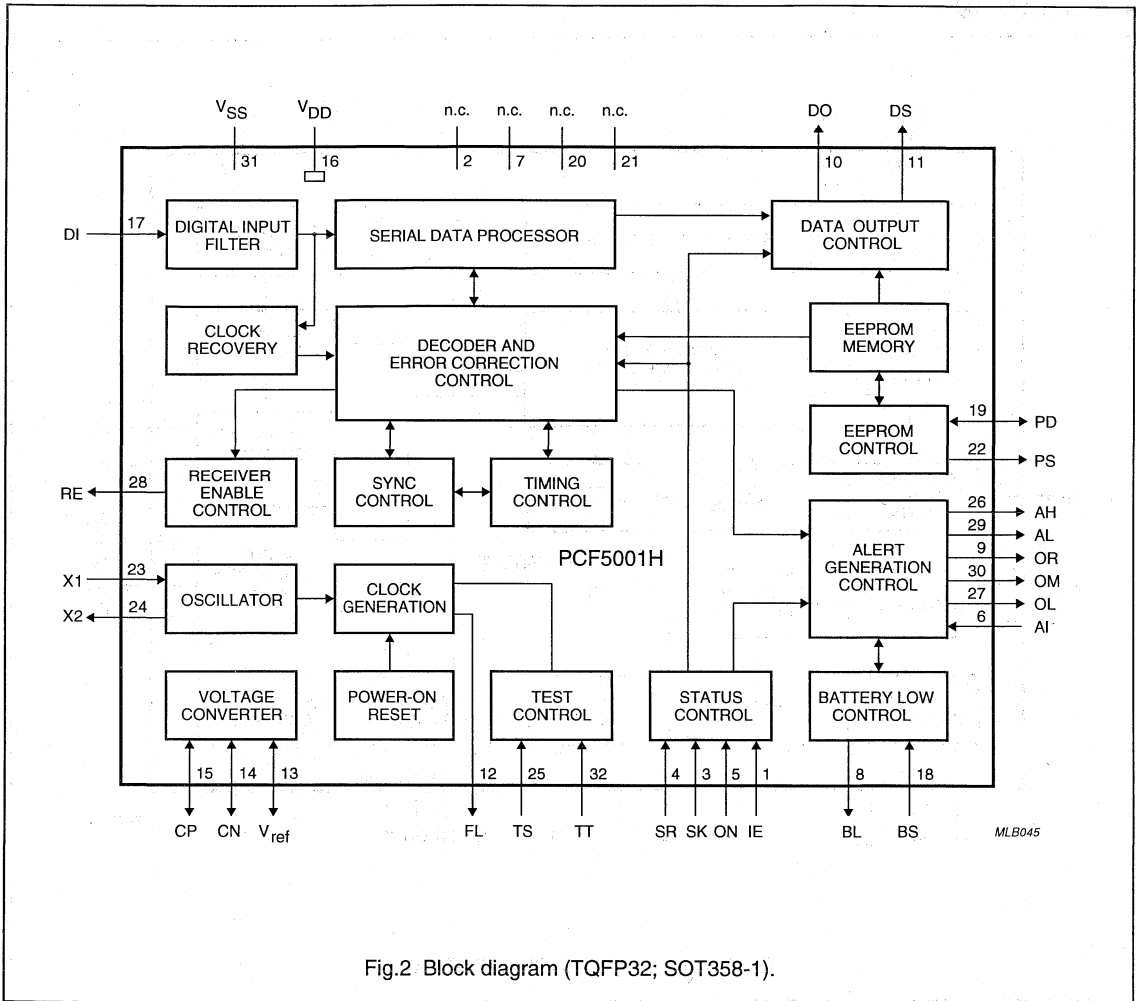 VSS VDD n.c. n.c. n.c. n.c. DO DS
31 16 2 7 20 21 10 11
DI 17
DIGITAL INPUT
FILTER
SERIAL DATA PROCESSOR
DATA OUTPUT
CONTROL
CLOCK
RECOVERY
DECODER AND
ERROR CORRECTION
CONTROL
EEPROM
MEMORY
EEPROM
CONTROL
19 PD
22 PS
RE 28
RECEIVER
ENABLE
CONTROL
SYNC
CONTROL
TIMING
CONTROL
PCF5001H
ALERT
GENERATION
CONTROL
26 AH
29 AL
9 OR
30 OM
27 OL
6 AI
X1 23
X2 24
OSCILLATOR
CLOCK
GENERATION
VOLTAGE
CONVERTER
POWER-ON
RESET
TEST
CONTROL
STATUS
CONTROL
BATTERY LOW
CONTROL
15 14 13 12 25 32 4 3 5 1 8 18
CP CN Vref FL TS TT SR SK ON IE BL BS
MLB045
Fig.2 Block diagram (TQFP32; SOT358-1).